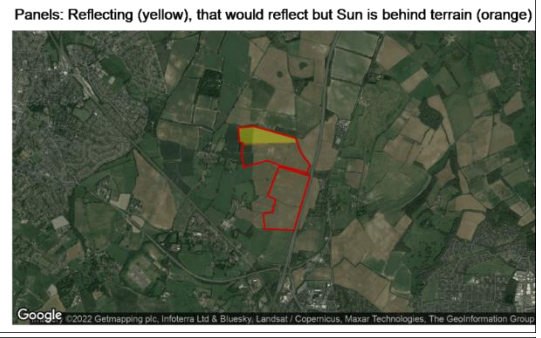 Panels: Reflecting (yellow), that would reflect but Sun is behind terrain (orange)
Google
©2022 Getmapping plc, Infoterra Ltd & Bluesky, Landsat / Copernicus, Maxar Technologies, The GeoInformation Group